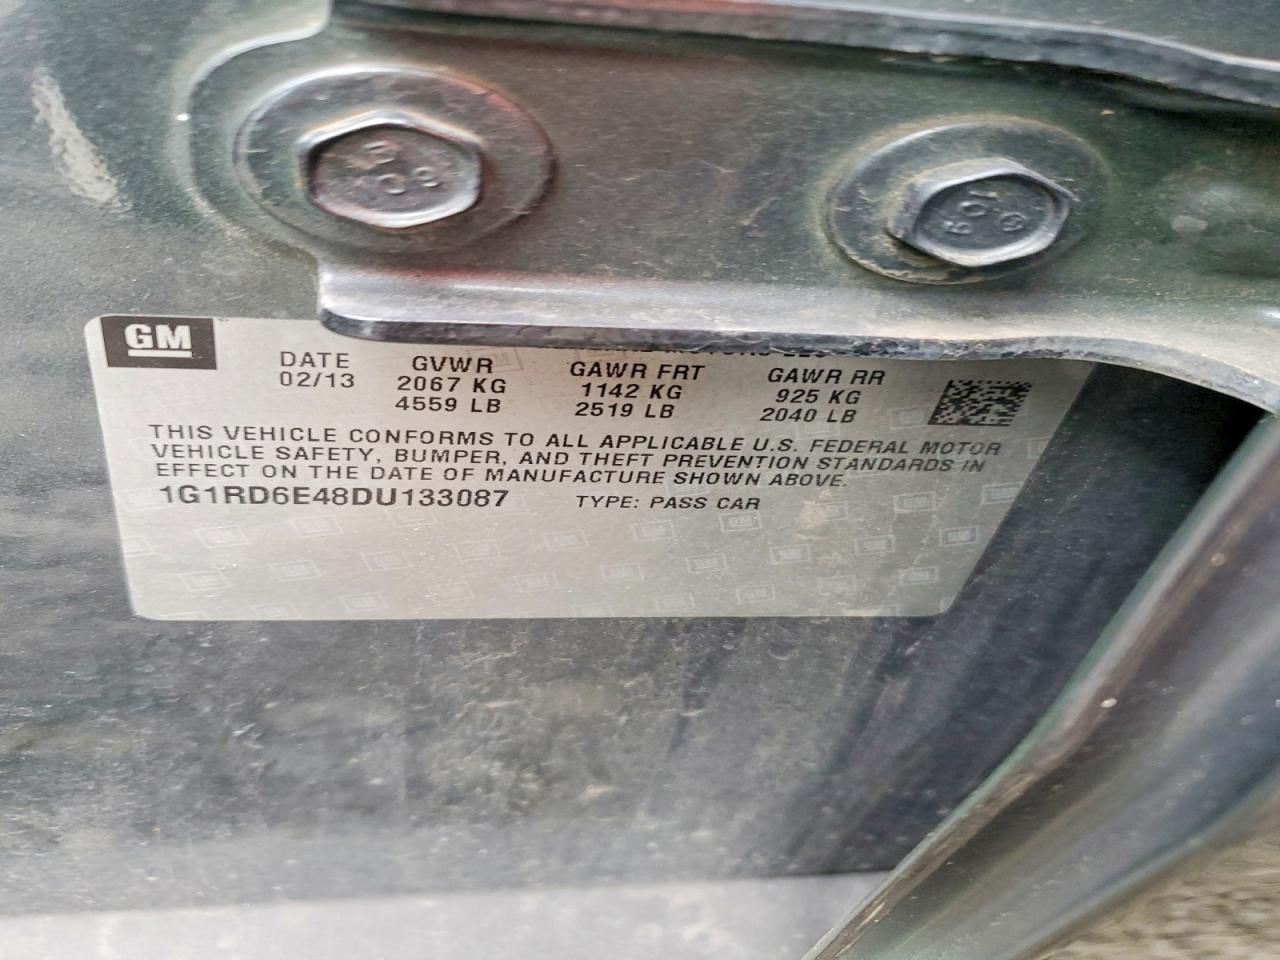 GM
DATE
02/13
GVWR
2067 KG
4559 LB
GAWR FRT
1142 KG
2519 LB
GAWR RR
925 KG
2040 LB
THIS VEHICLE CONFORMS TO ALL APPLICABLE U.S. FEDERAL MOTOR
VEHICLE SAFETY, BUMPER, AND THEFT PREVENTION STANDARDS IN
EFFECT ON THE DATE OF MANUFACTURE SHOWN ABOVE.
1G1RD6E48DU133087 TYPE: PASS CAR